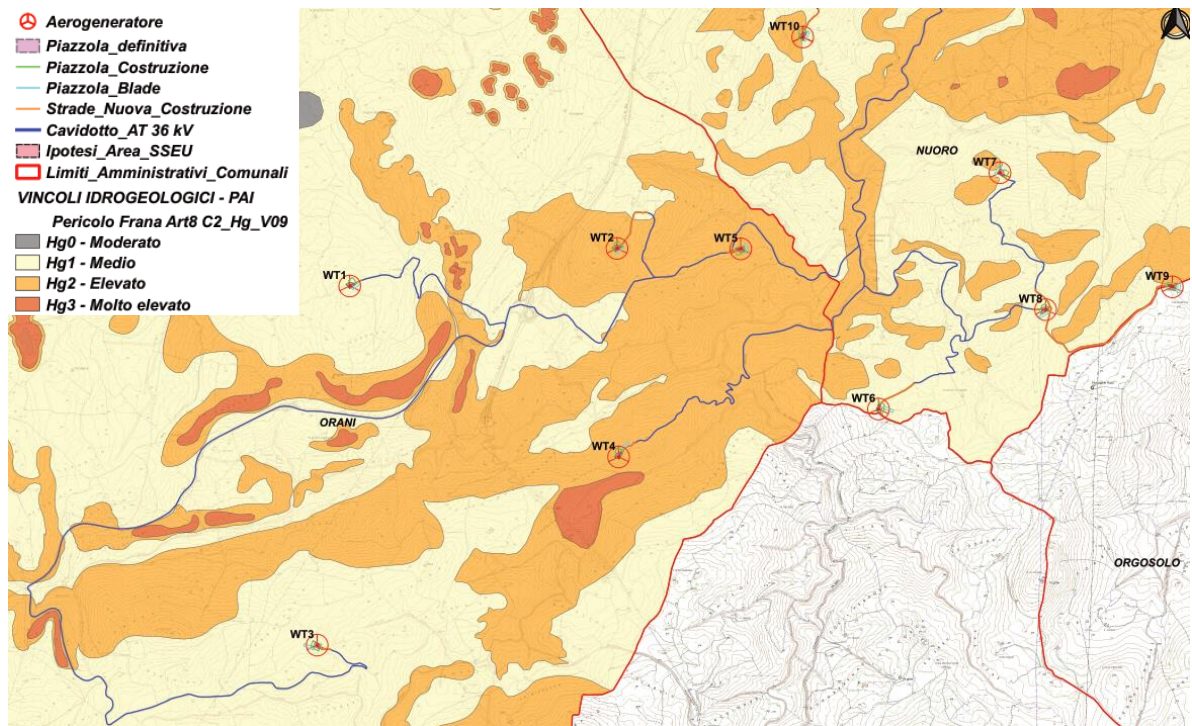 Aerogeneratore
Piazzola_definitiva
Piazzola_Costruzione
Piazzola_Blade
Strade_Nuova_Costruzione
Cavidotto_AT 36 kV
Ipotesi_Area_SSEU
Limiti_Amministrativi_Comunali
VINCOLI IDROGEOLOGICI - PAI
Pericolo Frana Art8 C2_Hg_V09
Hg0 - Moderato
Hg1 - Medio
Hg2 - Elevato
Hg3 - Molto elevato
WT10
NUORO
WT7
WT2
WT5
WT1
WT9
WT8
WT6
ORANI
WT4
ORGOSOLO
WT3